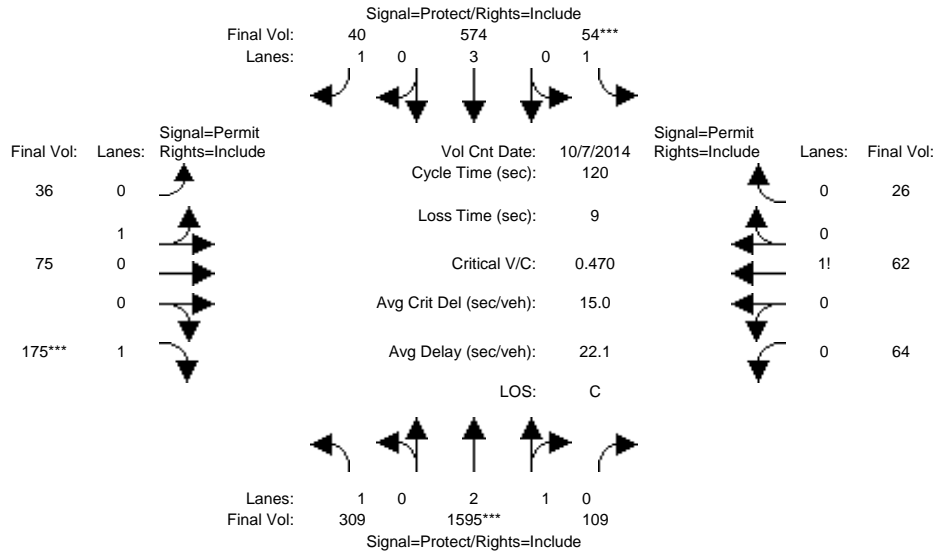 Signal=Protect/Rights=Include
Final Vol: 40 574 54***
Lanes: 1 0 3 0 1
Signal=Permit Signal=Permit
Final Vol: Lanes: Rights=Include Vol Cnt Date: 10/7/2014 Rights=Include Lanes: Final Vol:
Cycle Time (sec): 120
36 0 0 26
Loss Time (sec): 9
1 0
75 0 Critical V/C: 0.470 1! 62
0 Avg Crit Del (sec/veh): 15.0 0
175*** 1 Avg Delay (sec/veh): 22.1 0 64
LOS: C
Lanes: 1 0 2 1 0
Final Vol: 309 1595*** 109
Signal=Protect/Rights=Include